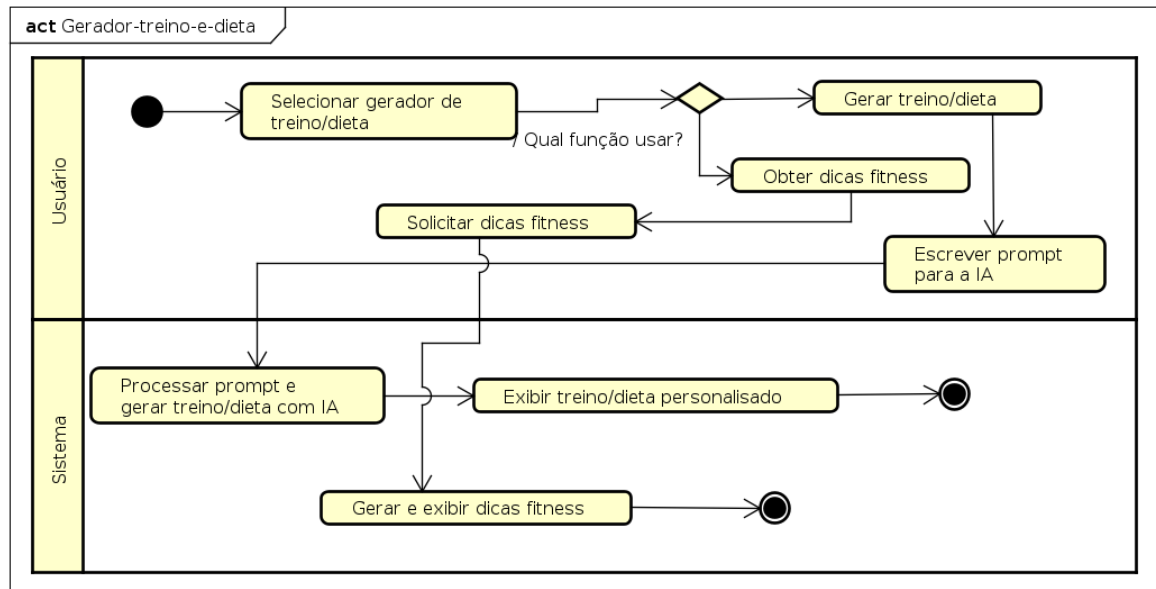 act Gerador-treino-e-dieta
Usuário
Selecionar gerador de
treino/dieta
/ Qual função usar?
Gerar treino/dieta
Obter dicas fitness
Solicitar dicas fitness
Escrever prompt
para a IA
Sistema
Processar prompt e
gerar treino/dieta com IA
Exibir treino/dieta personalisado
Gerar e exibir dicas fitness